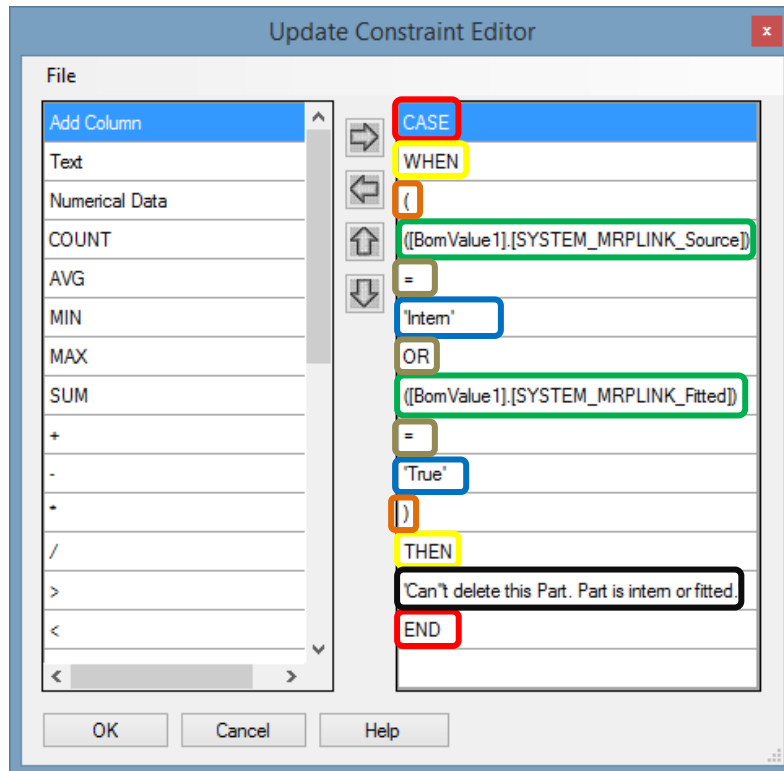 Update Constraint Editor
x
File
Add Column
Text
Numerical Data
COUNT
AVG
MIN
MAX
SUM
+
-
*
/
>
<
CASE
WHEN
(
([BomValue1].[SYSTEM_MRPLINK_Source])
=
'Intern'
OR
([BomValue1].[SYSTEM_MRPLINK_Fitted])
=
'True'
)
THEN
'Can''t delete this Part. Part is intern or fitted.
END
OK Cancel Help